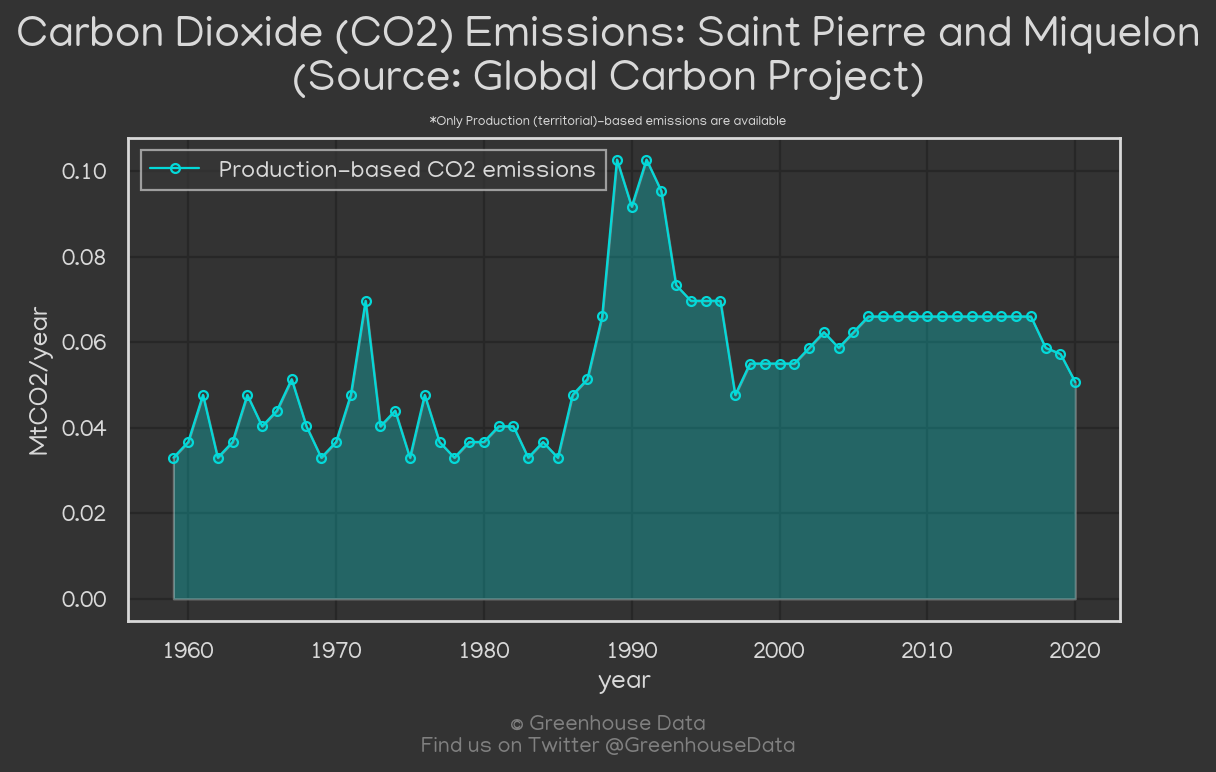 Carbon Dioxide (CO2) Emissions: Saint Pierre and Miquelon
(Source: Global Carbon Project)
*Only Production (territorial)-based emissions are available
Production-based CO2 emissions
0.10
0.08
0.06
0.04
0.02
0.00
MtCO2/year
1960 1970 1980 1990 2000 2010 2020
year
© Greenhouse Data
Find us on Twitter @GreenhouseData